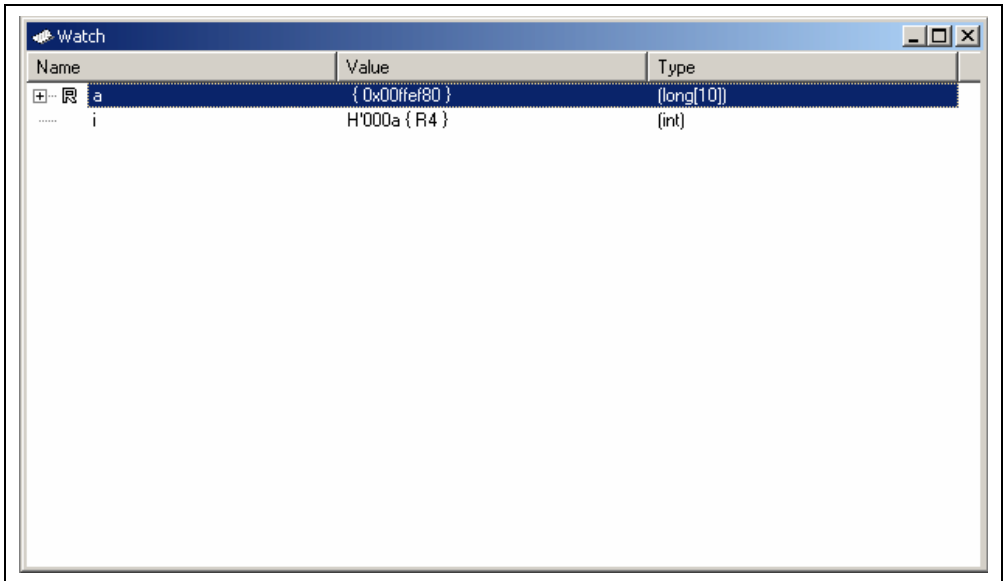 Watch
Name Value Type
R a { 0x00ffef80 } (long[10])
i H'000a { R4 } (int)